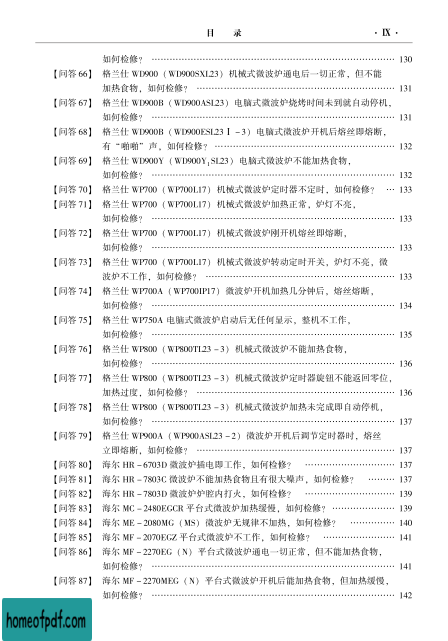 目 录 · Ⅸ ·
如何检修？ …… 130
【问答 66】 格兰仕 WD900（WD900SXL23）机械式微波炉通电后一切正常，但不能
加热食物，如何检修？ …… 131
【问答 67】 格兰仕 WD900B（WD900ASL23）电脑式微波炉烧烤时间未到就自动停机，
如何检修？ …… 131
【问答 68】 格兰仕 WD900B（WD900ESL23Ⅰ-3）电脑式微波炉开机后熔丝即熔断，
有“啪啪”声，如何检修？ …… 132
【问答 69】 格兰仕 WD900Y（WD900Y₁SL23）电脑式微波炉不能加热食物，
如何检修？ …… 132
【问答 70】 格兰仕 WP700（WP700L17）机械式微波炉定时器不定时，如何检修？ … 133
【问答 71】 格兰仕 WP700（WP700L17）机械式微波炉加热正常，炉灯不亮，
如何检修？ …… 133
【问答 72】 格兰仕 WP700（WP700L17）机械式微波炉刚开机熔丝即熔断，
如何检修？ …… 133
【问答 73】 格兰仕 WP700（WP700L17）机械式微波炉转动定时开关，炉灯不亮，微
波炉不工作，如何检修？ …… 133
【问答 74】 格兰仕 WP700A（WP700IP17）微波炉开机加热几分钟后，熔丝熔断，
如何检修？ …… 134
【问答 75】 格兰仕 WP750A 电脑式微波炉启动后无任何显示，整机不工作，
如何检修？ …… 135
【问答 76】 格兰仕 WP800（WP800TL23-3）机械式微波炉不能加热食物，
如何检修？ …… 136
【问答 77】 格兰仕 WP800（WP800TL23-3）机械式微波炉定时器旋钮不能返回零位，
加热过度，如何检修？ …… 136
【问答 78】 格兰仕 WP800（WP800TL23-3）机械式微波炉加热未完成即自动停机，
如何检修？ …… 137
【问答 79】 格兰仕 WP900A（WP900ASL23-2）微波炉开机后调节定时器时，熔丝
立即熔断，如何检修？ …… 137
【问答 80】 海尔 HR-6703D 微波炉插电即工作，如何检修？ …… 137
【问答 81】 海尔 HR-7803C 微波炉不能加热食物且有很大噪声，如何检修？ …… 137
【问答 82】 海尔 HR-7803D 微波炉炉腔内打火，如何检修？ …… 139
【问答 83】 海尔 MC-2480EGCR 平台式微波炉加热缓慢，如何检修？ …… 139
【问答 84】 海尔 ME-2080MG（MS）微波炉无规律不加热，如何检修？ …… 140
【问答 85】 海尔 MF-2070EGZ 平台式微波炉不工作，如何检修？ …… 141
【问答 86】 海尔 MF-2270EG（N）平台式微波炉通电一切正常，但不能加热食物，
如何检修？ …… 141
【问答 87】 海尔 MF-2270MEG（N）平台式微波炉开机后能加热食物，但加热缓慢，
如何检修？ …… 142
homeofpdf.com